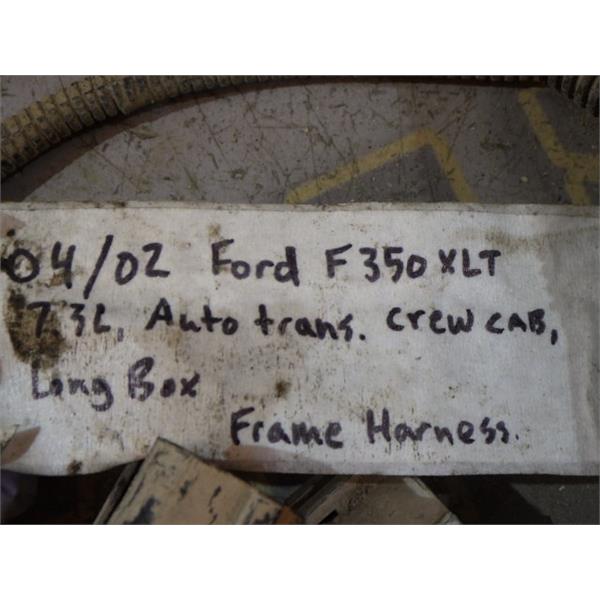 04/02 Ford F350 XLT
7.3L, Auto trans. crew CAB,
Long Box
Frame Harness.